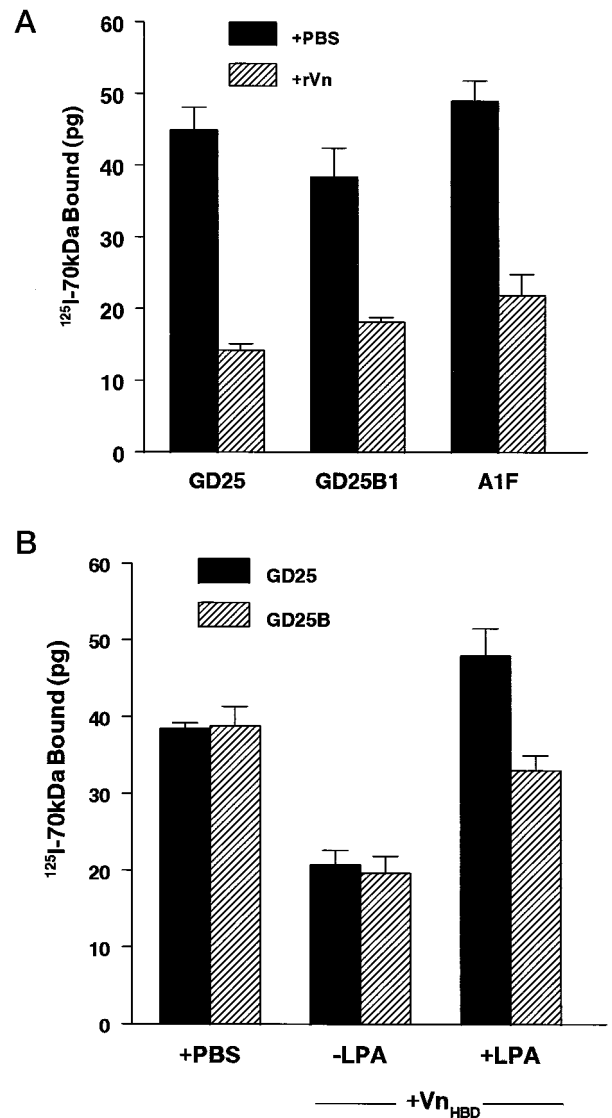 A
60
50
40
30
20
10
0
¹²⁵I-70kDa Bound (pg)
+PBS
+rVn
GD25
GD25B1
A1F
B
60
50
40
30
20
10
0
¹²⁵I-70kDa Bound (pg)
GD25
GD25B
+PBS
-LPA
+LPA
+Vn_HBD